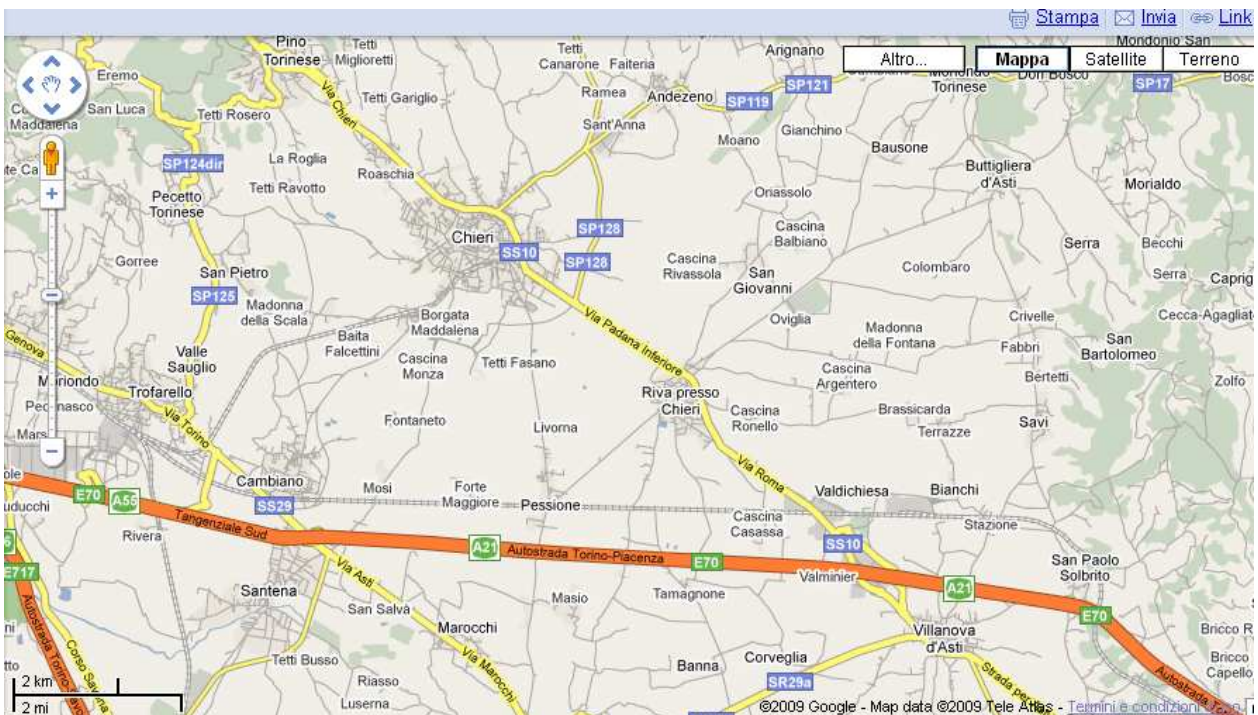 Stampa Invia Link
Altro... Mappa Satellite Terreno
Pino Torinese
Tetti Miglioretti
Tetti Canarone
Faiteria
Arignano
Mondonio San
Don Bosco
Moriondo Torinese
Eremo
San Luca
Maddalena
Tetti Rosero
Tetti Gariglio
Via Chieri
Ramea
Andezeno
SP119
SP121
SP17
Sant'Anna
Moano
Gianchino
Bausone
Buttigliera d'Asti
Morialdo
SP124dir
La Roglia
Roaschia
Tetti Ravotto
Pecetto Torinese
Oriassolo
Chieri
SS10
SP128
SP128
Cascina Balbiano
Serra
Becchi
Gorree
San Pietro
SP125
Madonna della Scala
Cascina Rivassola
San Giovanni
Colombaro
Serra
Caprig
Borgata Maddalena
Baita Falcettini
Via Padana Inferiore
Oviglia
Madonna della Fontana
Crivelle
Cecca-Agagliat
Fabbri
San Bartolomeo
Genova
Valle Sauglio
Cascina Monza
Tetti Fasano
Cascina Argentero
Bertetti
Zolfo
Moriondo
Trofarello
Riva presso Chieri
Cascina Ronello
Brassicarda
Terrazze
Savi
Via Torino
Fontaneto
Livorna
Via Roma
Cambiano
Mosi
Forte Maggiore
Pessione
Valdichiesa
Bianchi
E70
A55
SS29
Tangenziale Sud
Rivera
Cascina Casassa
Stazione
A21
Autostrada Torino-Piacenza
E70
SS10
Valminier
San Paolo Solbrito
A21
E70
E717
Santena
Via Asti
San Salvà
Masio
Tamagnone
Marocchi
Villanova d'Asti
Bricco
Corso Savona
Tetti Busso
Via Marocchi
Banna
Corveglia
SR29a
Bricco Capello
Riasso
Luserna
2 km
2 mi
©2009 Google - Map data ©2009 Tele Atlas - Termini e condizioni